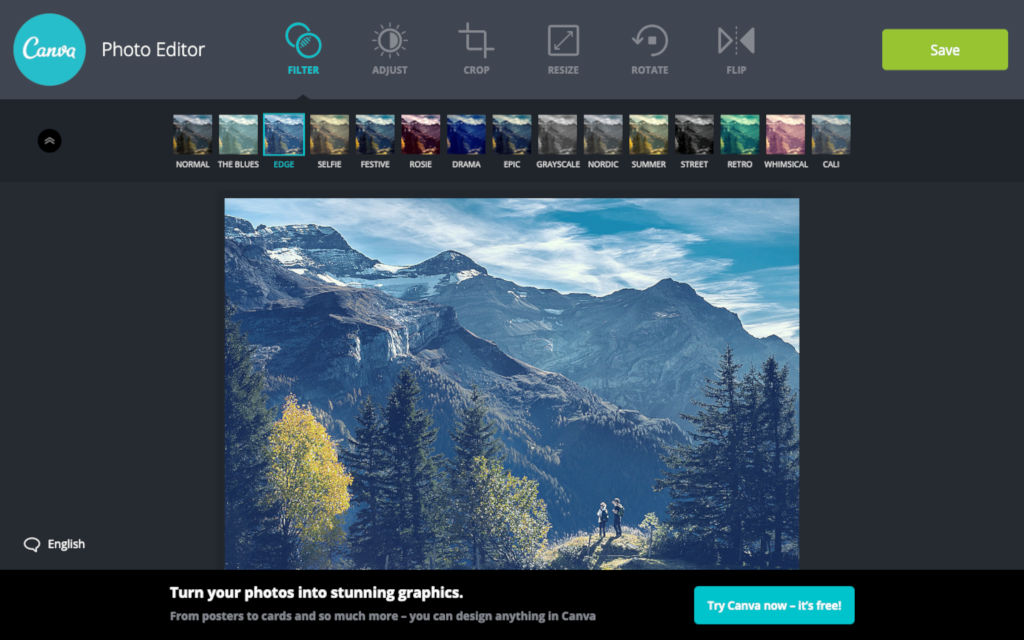 Canva
Photo Editor
FILTER
ADJUST
CROP
RESIZE
ROTATE
FLIP
Save
NORMAL
THE BLUES
EDGE
SELFIE
FESTIVE
ROSIE
DRAMA
EPIC
GRAYSCALE
NORDIC
SUMMER
STREET
RETRO
WHIMSICAL
CALI
English
Turn your photos into stunning graphics.
From posters to cards and so much more – you can design anything in Canva
Try Canva now – it's free!